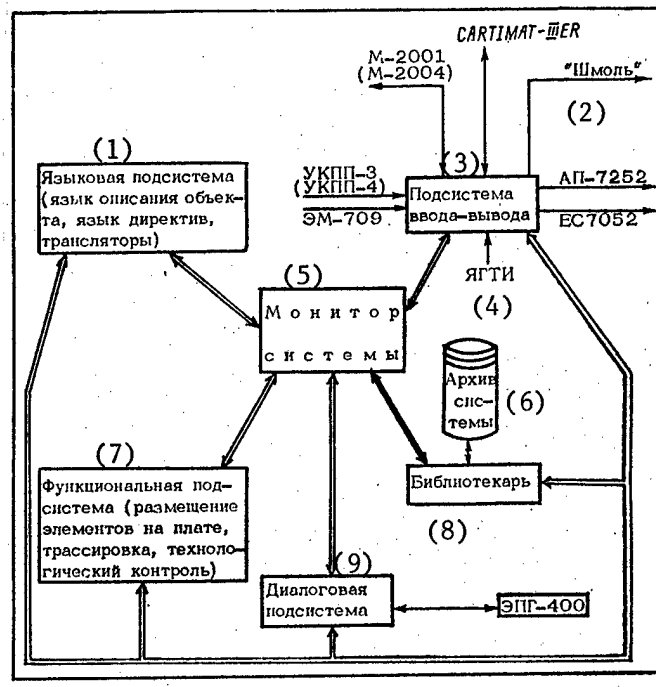 CARTIMAT-IIIER
М-2001
(М-2004)
"Шмоль"
(2)
(1)
(3)
Языковая подсистема
(язык описания объек-
та, язык директив,
трансляторы)
УКПП-3
(УКПП-4)
ЭМ-709
Подсистема
ввода-вывода
АП-7252
ЕС7052
ЯГТИ
(4)
(5)
Монитор
системы
Архив
сис-
темы
(6)
(7)
Функциональная под-
система (размещение
элементов на плате,
трассировка, техноло-
гический контроль)
Библиотекарь
(8)
(9)
Диалоговая
подсистема
ЭПГ-400